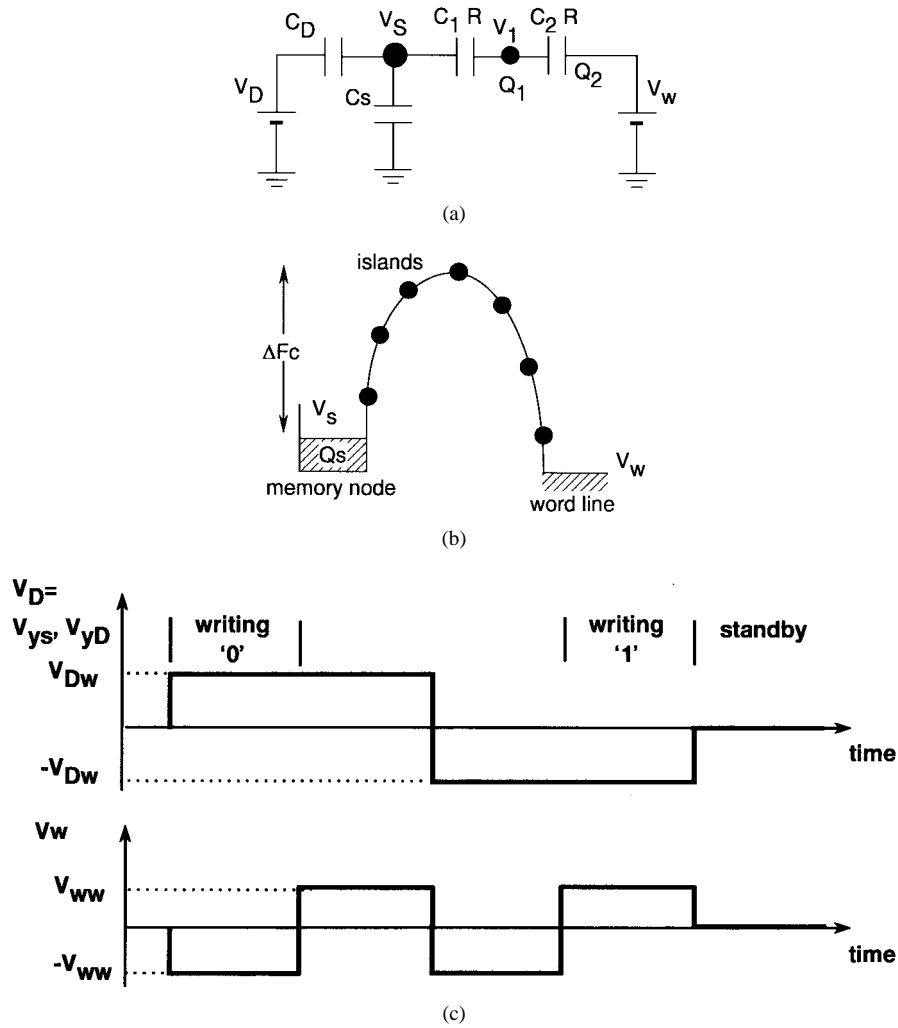 C_D V_S C_1 R V_1 C_2 R
V_D Cs Q_1 Q_2 V_w
(a)
islands
ΔFc
V_s
Qs V_w
memory node
word line
(b)
V_D=
V_ys, V_yD
writing writing standby
'0' '1'
V_Dw
time
-V_Dw
Vw
V_ww
time
-V_ww
(c)